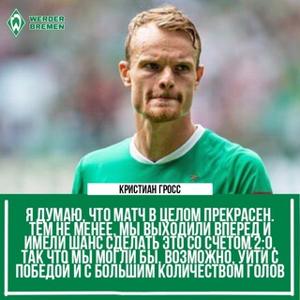 WERDER
BREMEN
КРИСТИАН ГРОСС
Я ДУМАЮ, ЧТО МАТЧ В ЦЕЛОМ ПРЕКРАСЕН.
ТЕМ НЕ МЕНЕЕ, МЫ ВЫХОДИЛИ ВПЕРЕД И
ИМЕЛИ ШАНС СДЕЛАТЬ ЭТО СО СЧЕТОМ 2:0,
ТАК ЧТО МЫ МОГЛИ БЫ, ВОЗМОЖНО, УЙТИ С
ПОБЕДОЙ И С БОЛЬШИМ КОЛИЧЕСТВОМ ГОЛОВ